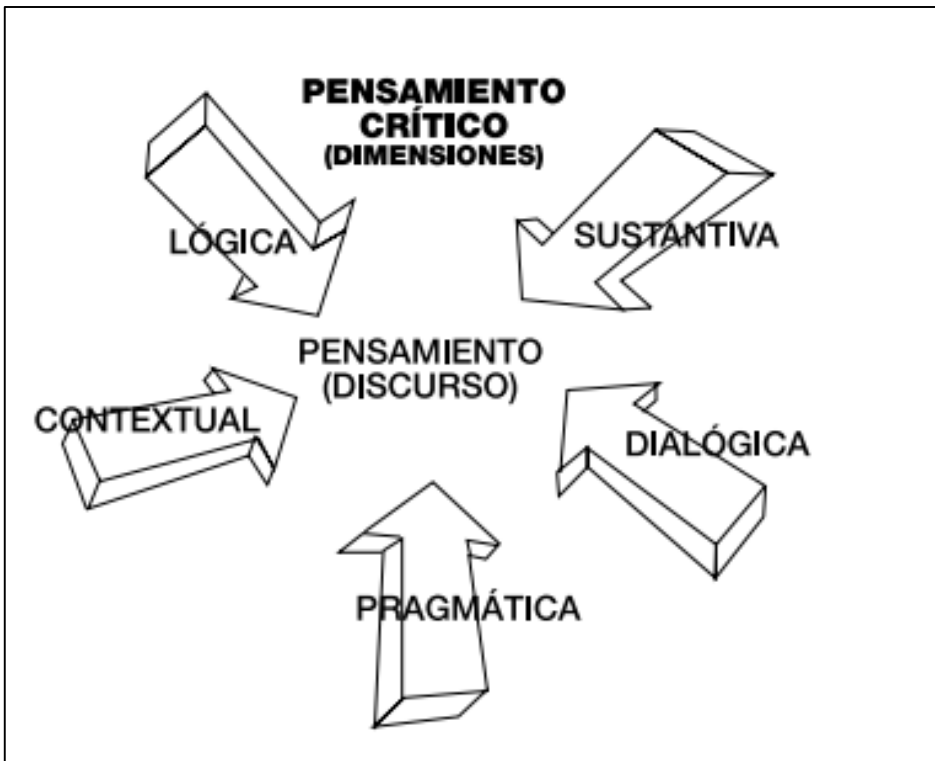 PENSAMIENTO
CRÍTICO
(DIMENSIONES)
LÓGICA
SUSTANTIVA
PENSAMIENTO
(DISCURSO)
CONTEXTUAL
DIALÓGICA
PRAGMÁTICA